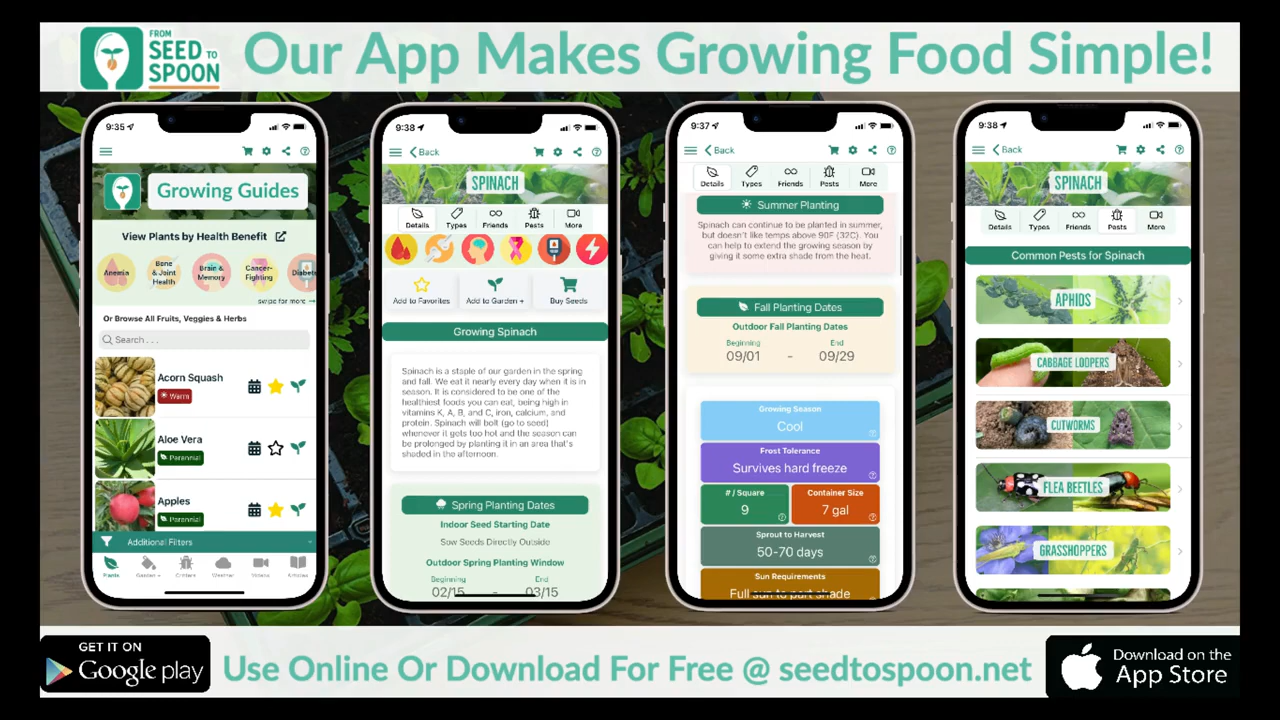 FROM
SEED TO
SPOON
Our App Makes Growing Food Simple!
9:35
Growing Guides
View Plants by Health Benefit
Anemia
Bone
& Joint
Health
Brain &
Memory
Cancer-
Fighting
Diabet
swipe for more →
Or Browse All Fruits, Veggies & Herbs
Search . . .
Acorn Squash
Warm
Aloe Vera
Perennial
Apples
Perennial
Additional Filters
Plants
Garden
Critters
Weather
Videos
Articles
9:38
Back
SPINACH
Details
Types
Friends
Pests
More
Add to Favorites
Add to Garden +
Buy Seeds
Growing Spinach
Spinach is a staple of our garden in the spring
and fall. We eat it nearly every day when it is in
season. It is considered to be one of the
healthiest foods you can eat, being high in
vitamins K, A, B, and C, iron, calcium, and
protein. Spinach will bolt (go to seed)
whenever it gets too hot and the season can
be prolonged by planting it in an area that's
shaded in the afternoon.
Spring Planting Dates
Indoor Seed Starting Date
Sow Seeds Directly Outside
Outdoor Spring Planting Window
Beginning
End
02/15 - 03/15
9:37
Back
Details
Types
Friends
Pests
More
Summer Planting
Spinach can continue to be planted in summer,
but doesn't like temps above 90F (32C). You
can help to extend the growing season by
giving it some extra shade from the heat.
Fall Planting Dates
Outdoor Fall Planting Dates
Beginning
End
09/01 - 09/29
Growing Season
Cool
Frost Tolerance
Survives hard freeze
# / Square
9
Container Size
7 gal
Sprout to Harvest
50-70 days
Sun Requirements
Full sun to part shade
9:38
Back
SPINACH
Details
Types
Friends
Pests
More
Common Pests for Spinach
APHIDS
CABBAGE LOOPERS
CUTWORMS
FLEA BEETLES
GRASSHOPPERS
GET IT ON
Google play
Use Online Or Download For Free @ seedtospoon.net
Download on the
App Store